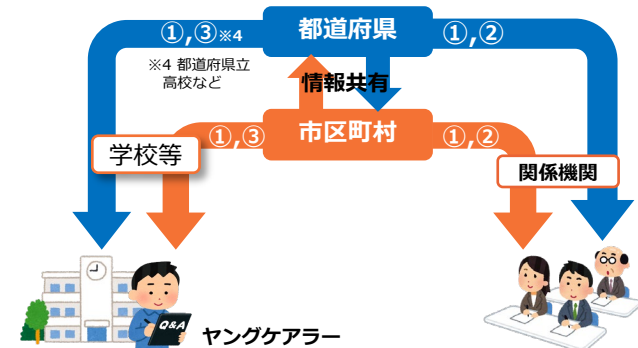 ①,③※4
都道府県
①,②
※4 都道府県立
高校など
情報共有
①,③
市区町村
①,②
学校等
関係機関
Q&A
ヤングケアラー